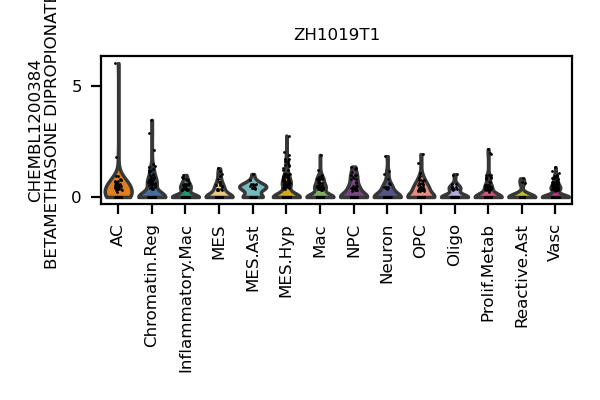 ZH1019T1
CHEMBL1200384
BETAMETHASONE DIPROPIONATE
5
0
AC
Chromatin.Reg
Inflammatory.Mac
MES
MES.Ast
MES.Hyp
Mac
NPC
Neuron
OPC
Oligo
Prolif.Metab
Reactive.Ast
Vasc